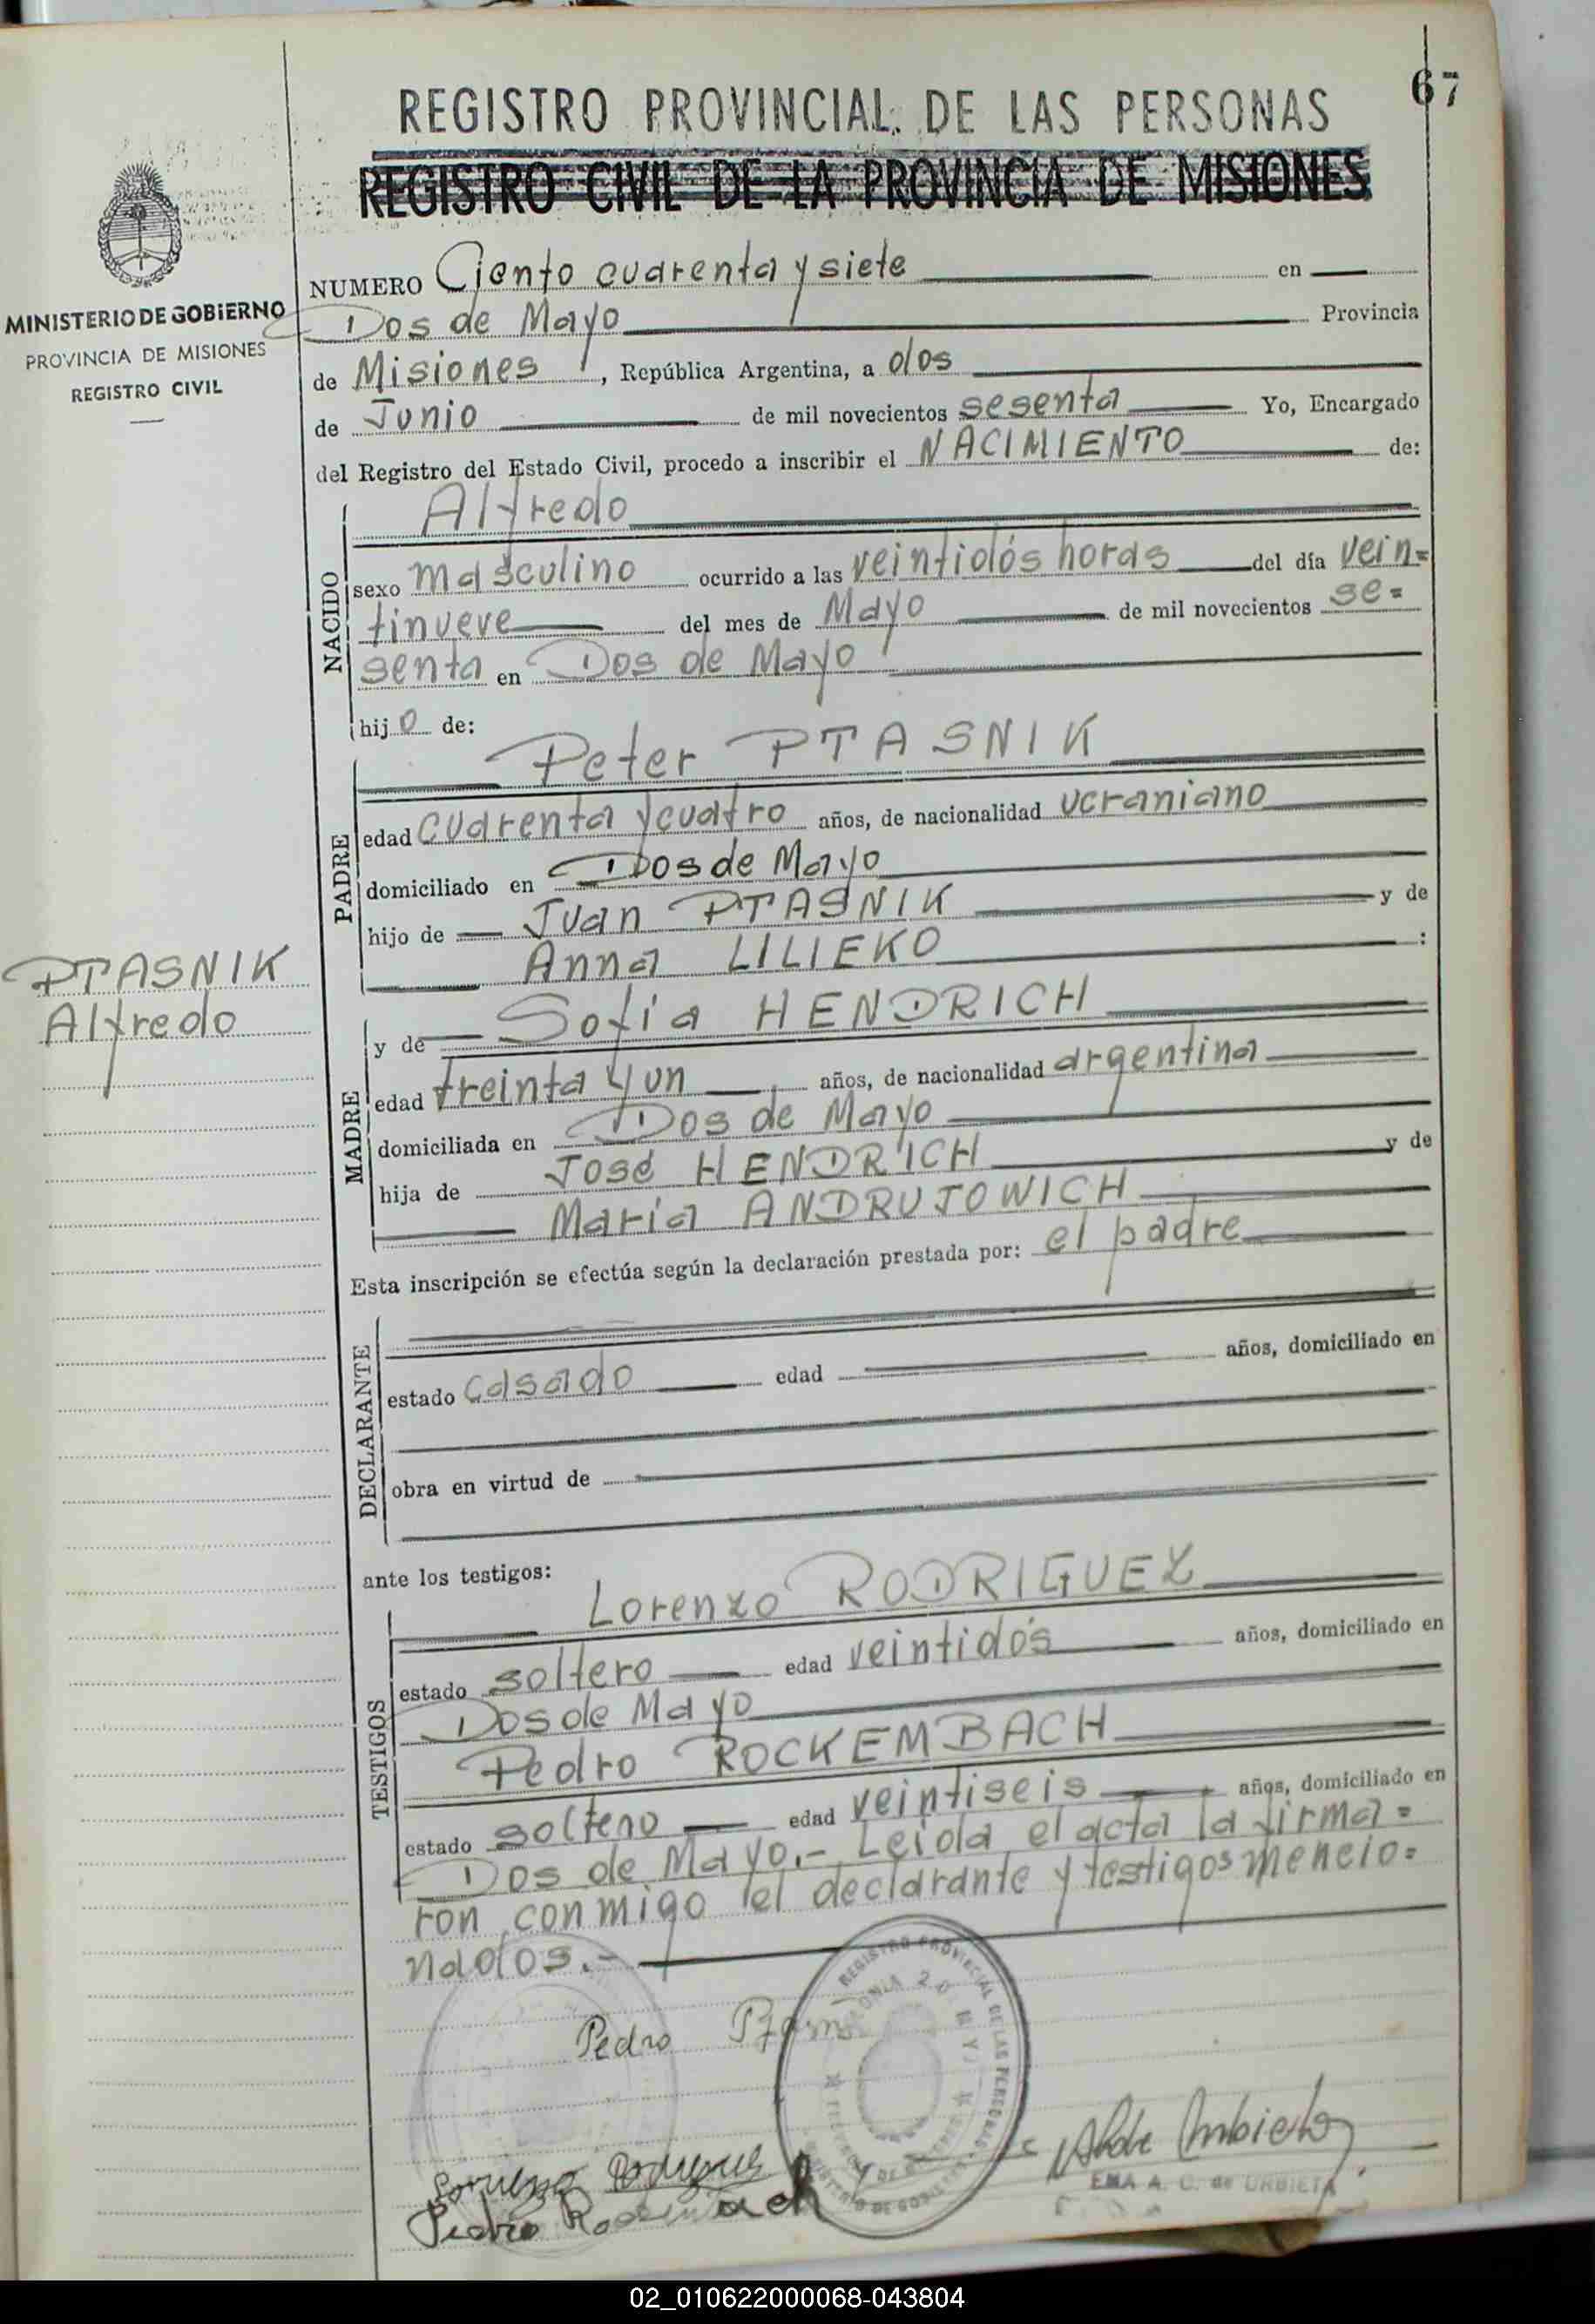 67
REGISTRO PROVINCIAL DE LAS PERSONAS
REGISTRO CIVIL DE LA PROVINCIA DE MISIONES
MINISTERIO DE GOBIERNO
PROVINCIA DE MISIONES
REGISTRO CIVIL
NUMERO Ciento cuarenta y siete en
Dos de Mayo Provincia
de Misiones, República Argentina, a dos
de Junio de mil novecientos sesenta Yo, Encargado
del Registro del Estado Civil, procedo a inscribir el NACIMIENTO de:
NACIDO
Alfredo
sexo masculino ocurrido a las veintidós horas del día vein=
tinueve del mes de Mayo de mil novecientos se=
senta en Dos de Mayo
hijo de:
PADRE
Peter PTASNIK
edad cuarenta y cuatro años, de nacionalidad ucraniano
domiciliado en Dos de Mayo
hijo de Juan PTASNIK y de
Anna LILIEKO :
PTASNIK
Alfredo
MADRE
y de Sofia HENDRICH
edad treinta y un años, de nacionalidad argentina
domiciliada en Dos de Mayo
hija de José HENDRICH y de
María ANDRUJOWICH
Esta inscripción se efectúa según la declaración prestada por: el padre
DECLARANTE
estado casado edad años, domiciliado en
obra en virtud de
ante los testigos:
TESTIGOS
Lorenzo RODRIGUEZ
estado soltero edad veintidós años, domiciliado en
Dos de Mayo
Pedro ROCKEMBACH
estado soltero edad veintiseis años, domiciliado en
Dos de Mayo.- Leida el acta la firma=
ron conmigo el declarante y testigos mencio=
nados.-
REGISTRO PROVINCIAL DE LAS PERSONAS
Pedro
Lorenzo Rodriguez
Pedro
EMA A. C. de URBIETA
02_010622000068-043804